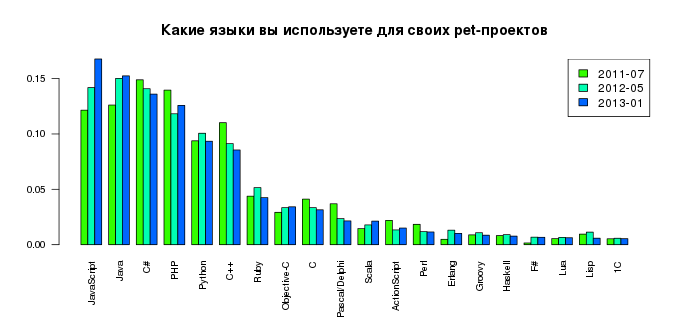 Какие языки вы используете для своих pet-проектов
2011-07
2012-05
2013-01
0.15
0.10
0.05
0.00
JavaScript
Java
C#
PHP
Python
C++
Ruby
Objective-C
C
Pascal/Delphi
Scala
ActionScript
Perl
Erlang
Groovy
Haskell
F#
Lua
Lisp
1C